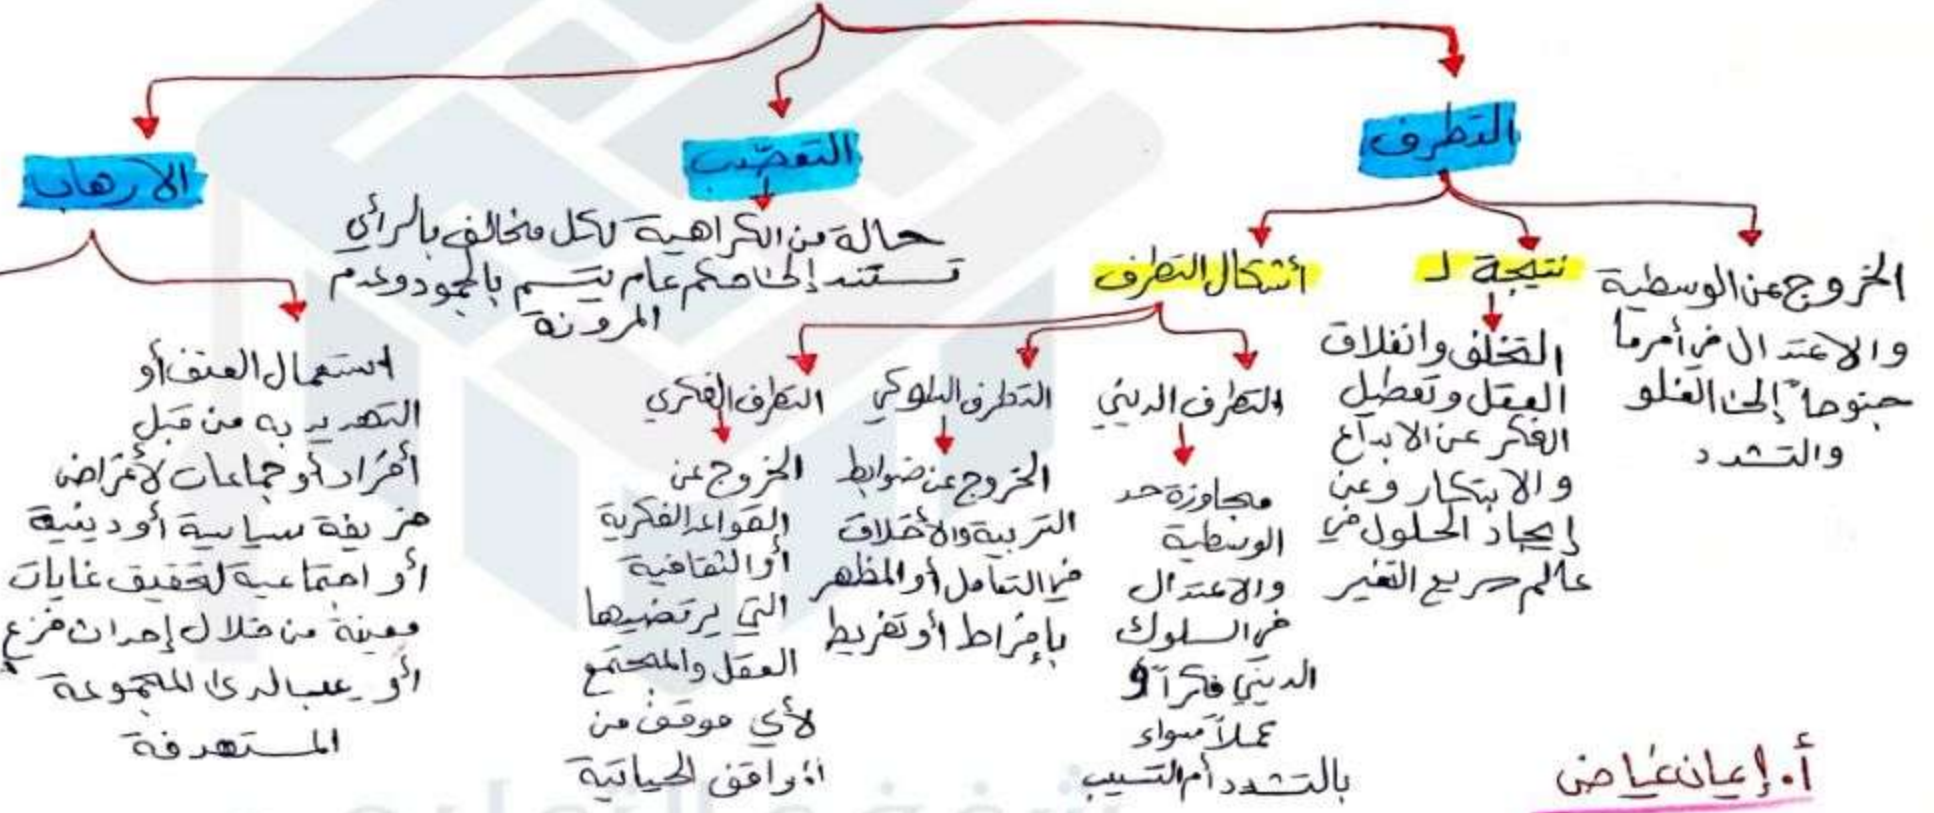 التطرف
الخروج عن الوسطية
والاعتدال في أمر ما
جنوحاً إلى الغلو
والتشدد
نتيجة لـ
التخلف وانغلاق
العقل وتعطيل
الفكر عن الابداع
والابتكار وعن
إيجاد الحلول في
عالم سريع التغير
أشكال التطرف
التطرف الديني
مجاوزة حد
الوسطية
والاعتدال
في السلوك
الديني فكراً و
عملاً سواء
بالتشدد أم التسيب
التطرف السلوكي
الخروج عن ضوابط
التربية والأخلاق
في التعامل أو المظهر
بإفراط أو تفريط
التطرف الفكري
الخروج عن
القواعد الفكرية
أو الثقافية
التي يرتضيها
العقل والمجتمع
لأي موقف من
المواقف الحياتية
التعصّب
حالة من الكراهية لكل مخالف بالرأي
تستند إلى حكم عام يتسم بالجمود وعدم
المرونة
الارهاب
استعمال العنف أو
التهديد به من قبل
أفراد أو جماعات لأغراض
سياسية أو دينية
أو اجتماعية لتحقيق غايات
معينة من خلال إحداث فزع
أو رعب لدى المجموعة
المستهدفة
أ. إيمان غياض